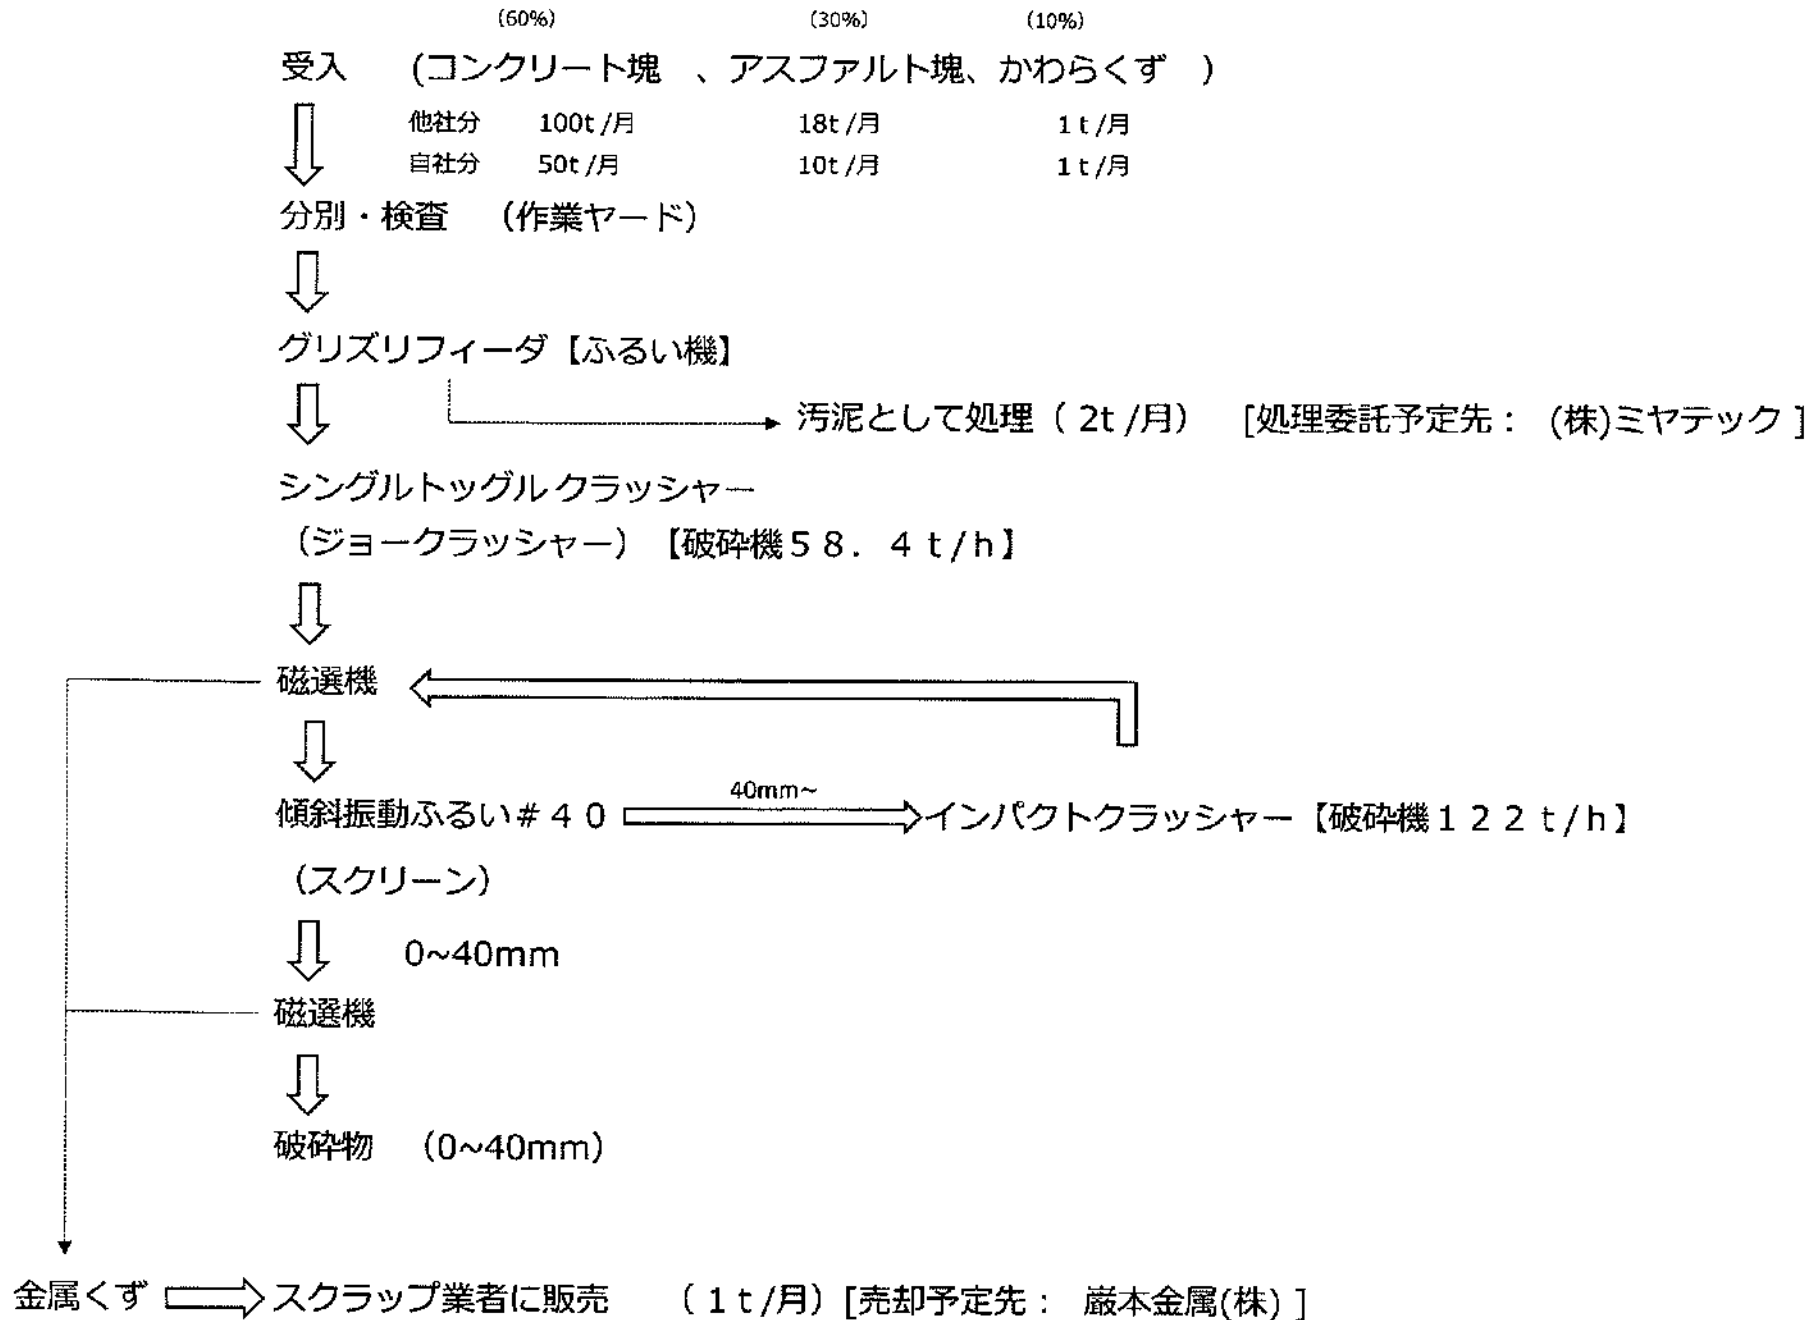 (60%) (30%) (10%)
受入 (コンクリート塊 、アスファルト塊、かわらくず )
他社分 100t/月 18t/月 1t/月
自社分 50t/月 10t/月 1t/月
分別・検査 (作業ヤード)
グリズリフィーダ【ふるい機】
汚泥として処理( 2t/月) [処理委託予定先: (株)ミヤテック]
シングルトッグルクラッシャー
(ジョークラッシャー)【破砕機58.4t/h】
磁選機
40mm~
傾斜振動ふるい#40 インパクトクラッシャー【破砕機122t/h】
(スクリーン)
0~40mm
磁選機
破砕物 (0~40mm)
金属くず スクラップ業者に販売 (1t/月)[売却予定先: 巌本金属(株) ]